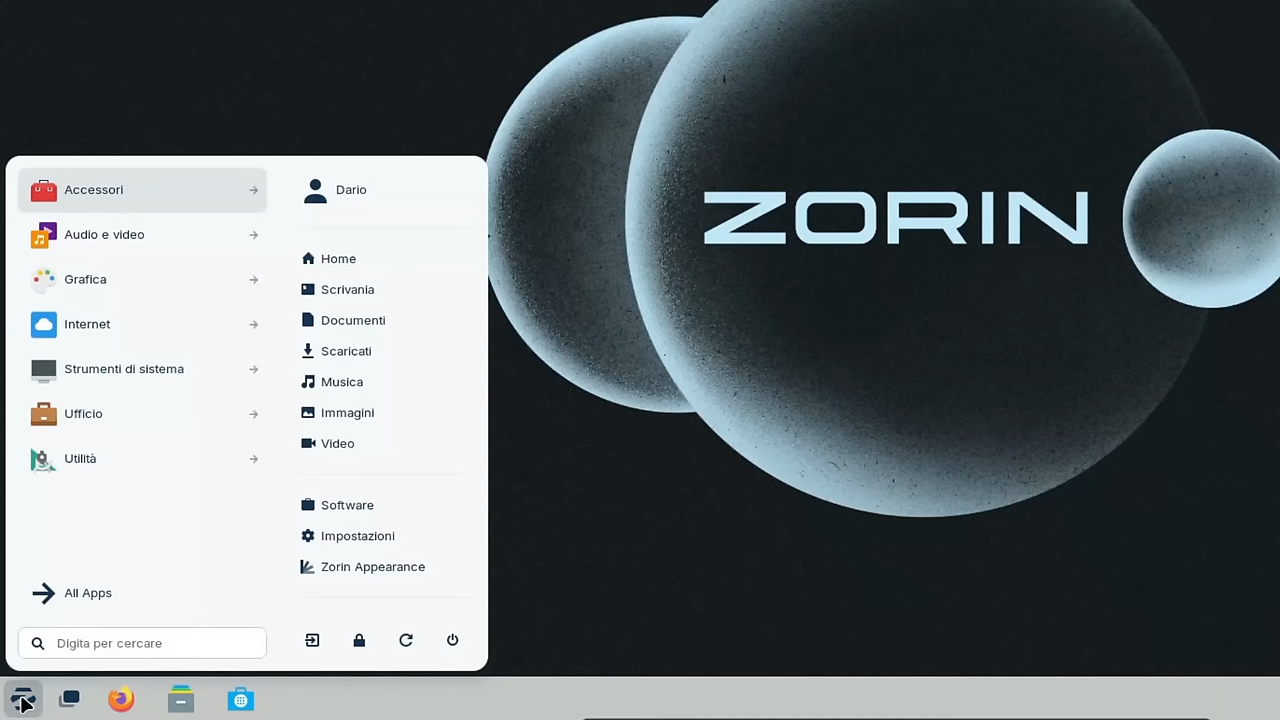 ZORIN
Accessori
Audio e video
Grafica
Internet
Strumenti di sistema
Ufficio
Utilità
All Apps
Digita per cercare
Dario
Home
Scrivania
Documenti
Scaricati
Musica
Immagini
Video
Software
Impostazioni
Zorin Appearance